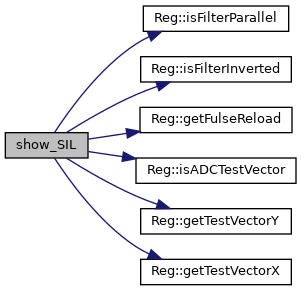 Reg::isFilterParallel
Reg::isFilterInverted
Reg::getFulseReload
show_SIL
Reg::isADCTestVector
Reg::getTestVectorY
Reg::getTestVectorX